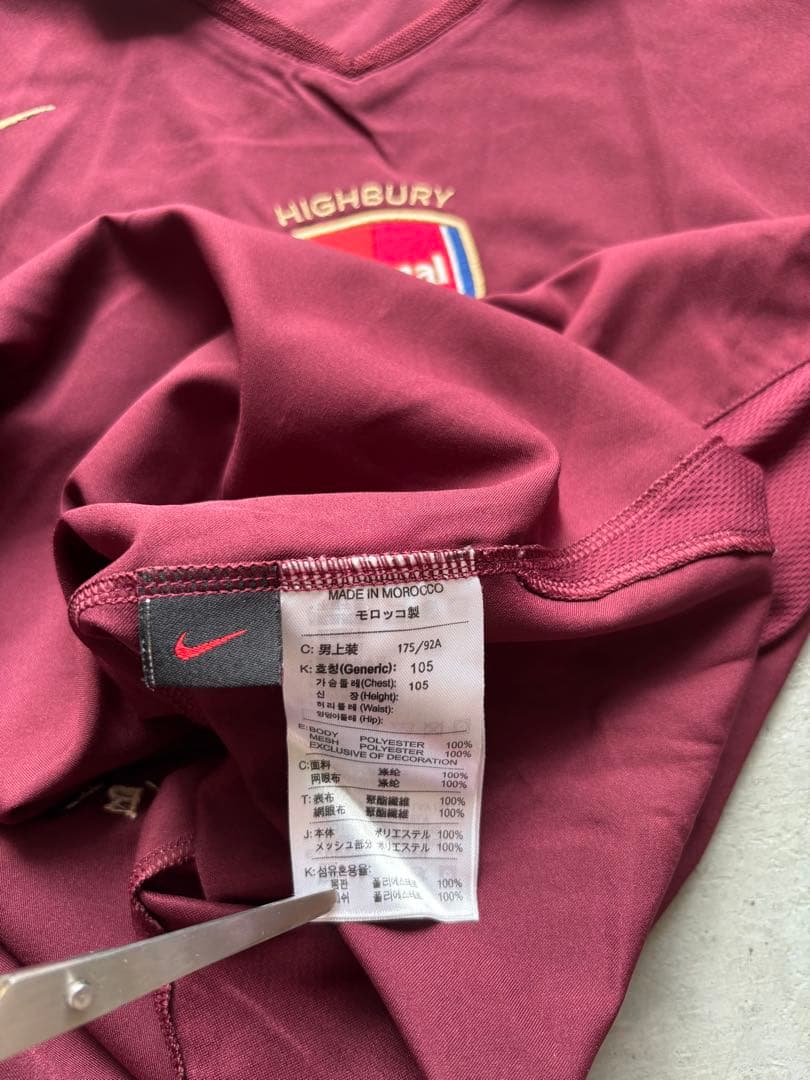 HIGHBURY
MADE IN MOROCCO
モロッコ製
C: 男上装 175/92A
K: 호칭(Generic): 105
가슴둘레(Chest): 105
신 장(Height):
허리둘레(Waist):
엉덩이둘레(Hip):
E: BODY POLYESTER 100%
MESH POLYESTER 100%
EXCLUSIVE OF DECORATION
C: 面料 涤纶 100%
网眼布 涤纶 100%
T: 表布 聚酯纖維 100%
網眼布 聚酯纖維 100%
J: 本体 ポリエステル 100%
メッシュ部分 ポリエステル 100%
K: 섬유혼용율:
몸판 폴리에스터 100%
폴리에스터 100%